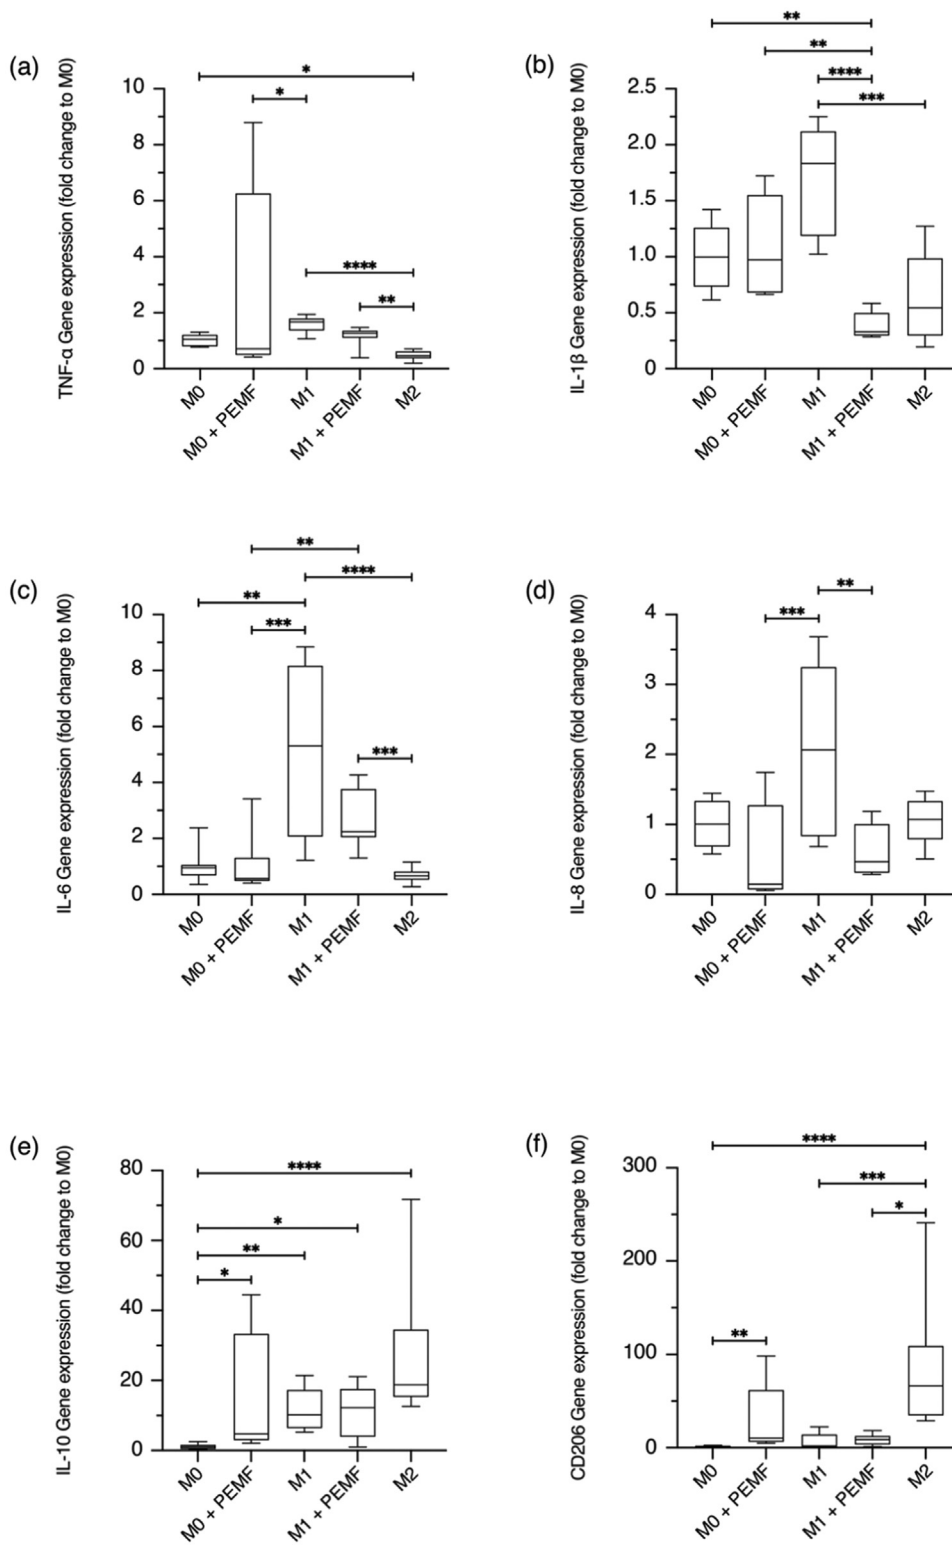 (a)
TNF-α Gene expression (fold change to M0)
10
8
6
4
2
0
*
*
****
**
M0
M0 + PEMF
M1
M1 + PEMF
M2
(b)
IL-1β Gene expression (fold change to M0)
2.5
2.0
1.5
1.0
0.5
0
**
**
****
***
M0
M0 + PEMF
M1
M1 + PEMF
M2
(c)
IL-6 Gene expression (fold change to M0)
10
8
6
4
2
0
**
****
**
***
***
M0
M0 + PEMF
M1
M1 + PEMF
M2
(d)
IL-8 Gene expression (fold change to M0)
4
3
2
1
0
**
***
M0
M0 + PEMF
M1
M1 + PEMF
M2
(e)
IL-10 Gene expression (fold change to M0)
80
60
40
20
0
****
*
**
*
M0
M0 + PEMF
M1
M1 + PEMF
M2
(f)
CD206 Gene expression (fold change to M0)
300
200
100
0
****
***
*
**
M0
M0 + PEMF
M1
M1 + PEMF
M2